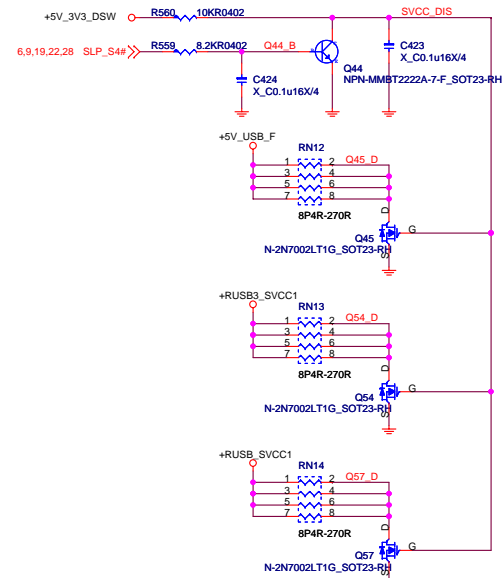 +5V_3V3_DSW R560 10KR0402 SVCC_DIS
6,9,19,22,28 SLP_S4# R559 8.2KR0402 Q44_B
C423
X_C0.1u16X/4
Q44
NPN-MMBT2222A-7-F_SOT23-RH
C424
X_C0.1u16X/4
+5V_USB_F
RN12
1 2 Q45_D
3 4
5 6
7 8
8P4R-270R
D
G
Q45
S
N-2N7002LT1G_SOT23-RH
+RUSB3_SVCC1
RN13
1 2 Q54_D
3 4
5 6
7 8
8P4R-270R
D
G
Q54
N-2N7002LT1G_SOT23-RH
S
+RUSB_SVCC1
RN14
1 2 Q57_D
3 4
5 6
7 8
8P4R-270R
D
G
Q57
N-2N7002LT1G_SOT23-RH
S